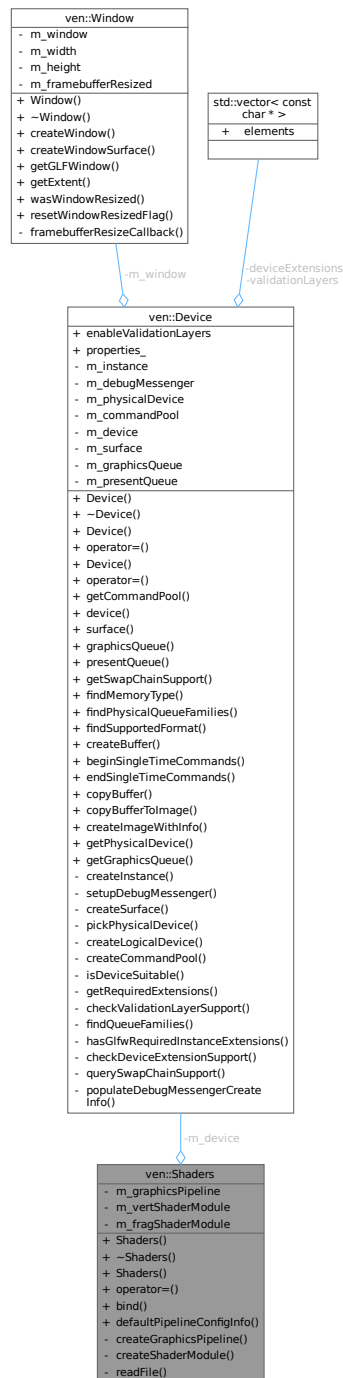 ven::Window
- m_window
- m_width
- m_height
- m_framebufferResized
+ Window()
+ ~Window()
+ createWindow()
+ createWindowSurface()
+ getGLFWindow()
+ getExtent()
+ wasWindowResized()
+ resetWindowResizedFlag()
- framebufferResizeCallback()
std::vector< const
char * >
+ elements
-m_window
-deviceExtensions
-validationLayers
ven::Device
+ enableValidationLayers
+ properties_
- m_instance
- m_debugMessenger
- m_physicalDevice
- m_commandPool
- m_device
- m_surface
- m_graphicsQueue
- m_presentQueue
+ Device()
+ ~Device()
+ Device()
+ operator=()
+ Device()
+ operator=()
+ getCommandPool()
+ device()
+ surface()
+ graphicsQueue()
+ presentQueue()
+ getSwapChainSupport()
+ findMemoryType()
+ findPhysicalQueueFamilies()
+ findSupportedFormat()
+ createBuffer()
+ beginSingleTimeCommands()
+ endSingleTimeCommands()
+ copyBuffer()
+ copyBufferToImage()
+ createImageWithInfo()
+ getPhysicalDevice()
+ getGraphicsQueue()
- createInstance()
- setupDebugMessenger()
- createSurface()
- pickPhysicalDevice()
- createLogicalDevice()
- createCommandPool()
- isDeviceSuitable()
- getRequiredExtensions()
- checkValidationLayerSupport()
- findQueueFamilies()
- hasGlfwRequiredInstanceExtensions()
- checkDeviceExtensionSupport()
- querySwapChainSupport()
- populateDebugMessengerCreate
Info()
-m_device
ven::Shaders
- m_graphicsPipeline
- m_vertShaderModule
- m_fragShaderModule
+ Shaders()
+ ~Shaders()
+ Shaders()
+ operator=()
+ bind()
+ defaultPipelineConfigInfo()
- createGraphicsPipeline()
- createShaderModule()
- readFile()